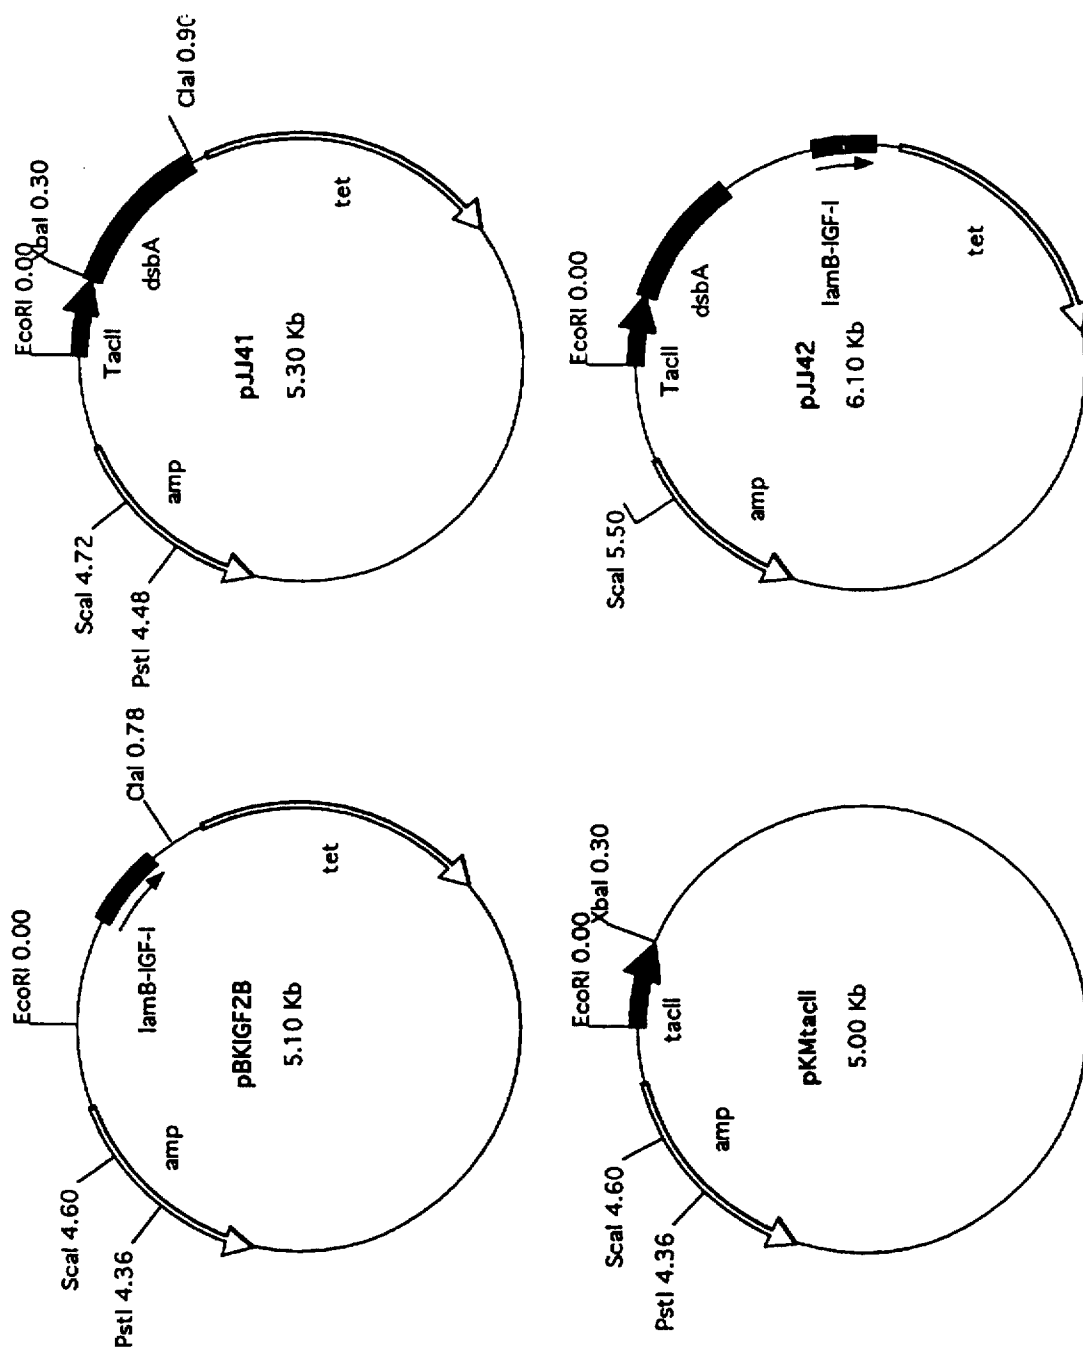 EcoRI 0.00
ClaI 0.78
lamB-IGF-I
tet
pBKIGF2B
5.10 Kb
amp
ScaI 4.60
PstI 4.36
EcoRI 0.00
XbaI 0.30
ClaI 0.90
TacII
dsbA
tet
pJJ41
5.30 Kb
amp
ScaI 4.72
PstI 4.48
EcoRI 0.00
XbaI 0.30
tacII
pKMtacII
5.00 Kb
amp
ScaI 4.60
PstI 4.36
EcoRI 0.00
TacII
dsbA
lamB-IGF-I
tet
pJJ42
6.10 Kb
amp
ScaI 5.50